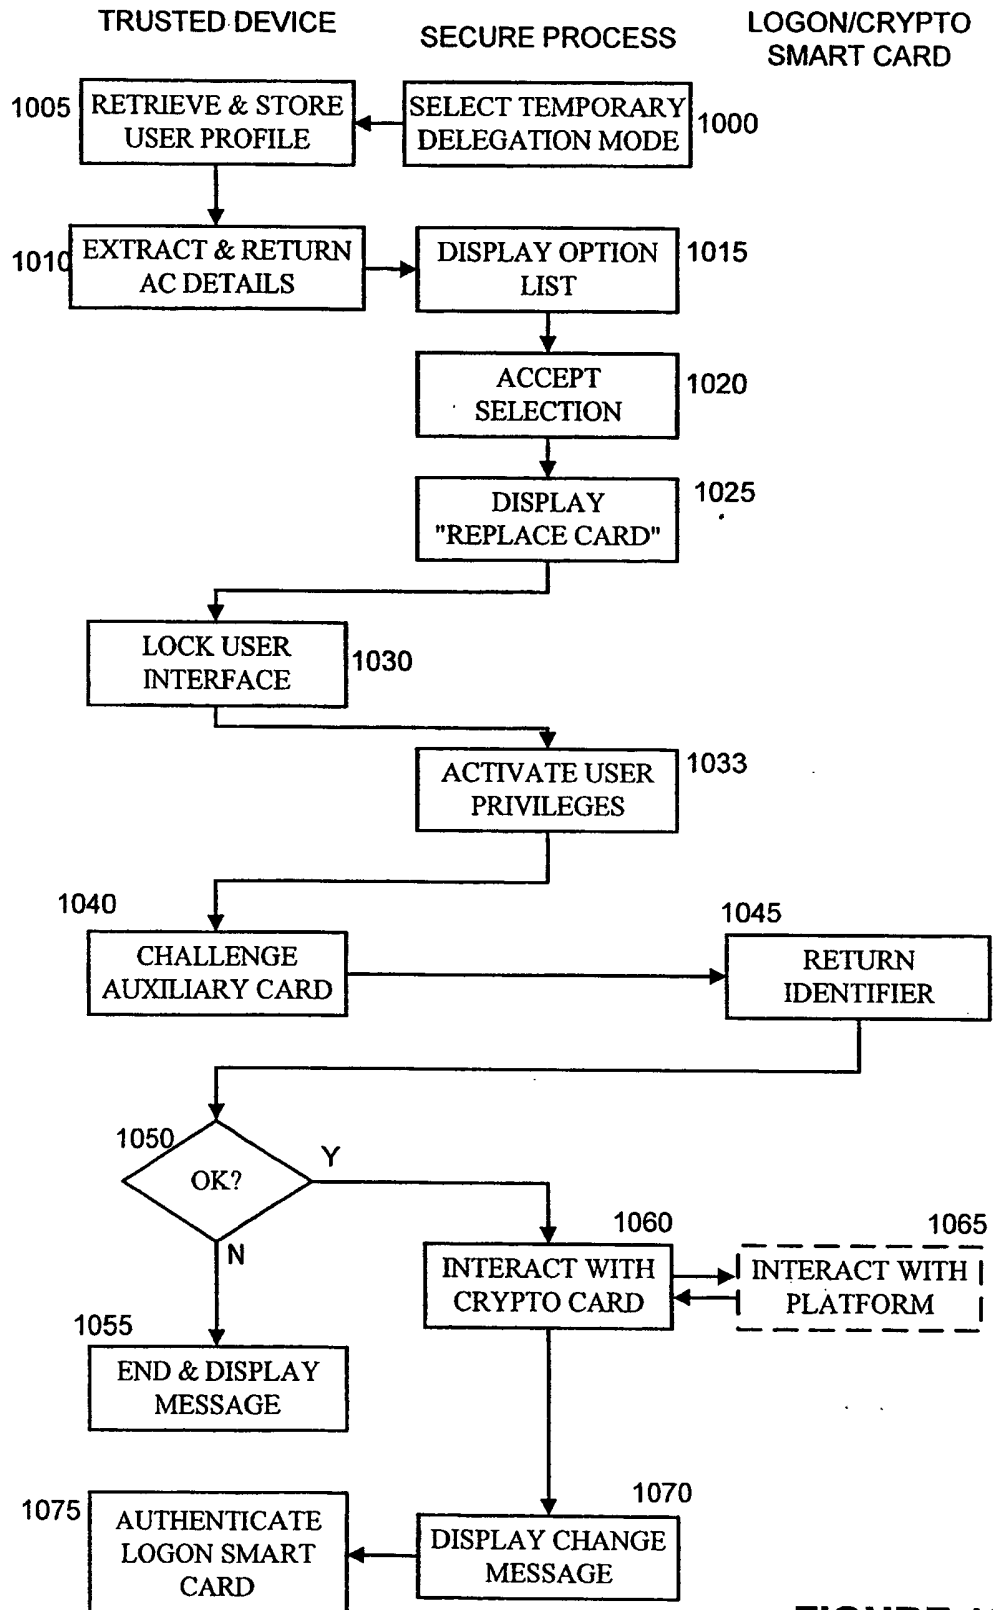 TRUSTED DEVICE
SECURE PROCESS
LOGON/CRYPTO
SMART CARD
1005
RETRIEVE & STORE
USER PROFILE
SELECT TEMPORARY
DELEGATION MODE
1000
1010
EXTRACT & RETURN
AC DETAILS
DISPLAY OPTION
LIST
1015
ACCEPT
SELECTION
1020
DISPLAY
"REPLACE CARD"
1025
LOCK USER
INTERFACE
1030
ACTIVATE USER
PRIVILEGES
1033
1040
CHALLENGE
AUXILIARY CARD
1045
RETURN
IDENTIFIER
1050
OK?
Y
N
1060
INTERACT WITH
CRYPTO CARD
1065
INTERACT WITH
PLATFORM
1055
END & DISPLAY
MESSAGE
1070
DISPLAY CHANGE
MESSAGE
1075
AUTHENTICATE
LOGON SMART
CARD